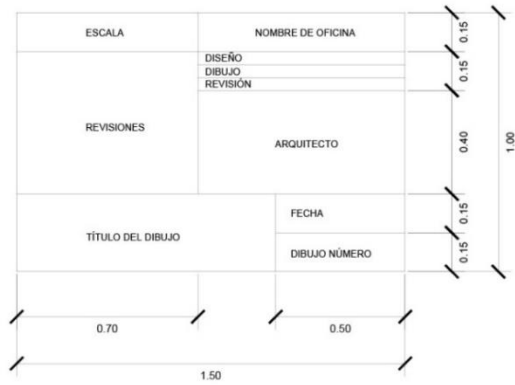 ESCALA
NOMBRE DE OFICINA
0.15
DISEÑO
DIBUJO
REVISIÓN
0.15
REVISIONES
ARQUITECTO
0.40
1.00
TÍTULO DEL DIBUJO
FECHA
0.15
DIBUJO NÚMERO
0.15
0.70
0.50
1.50